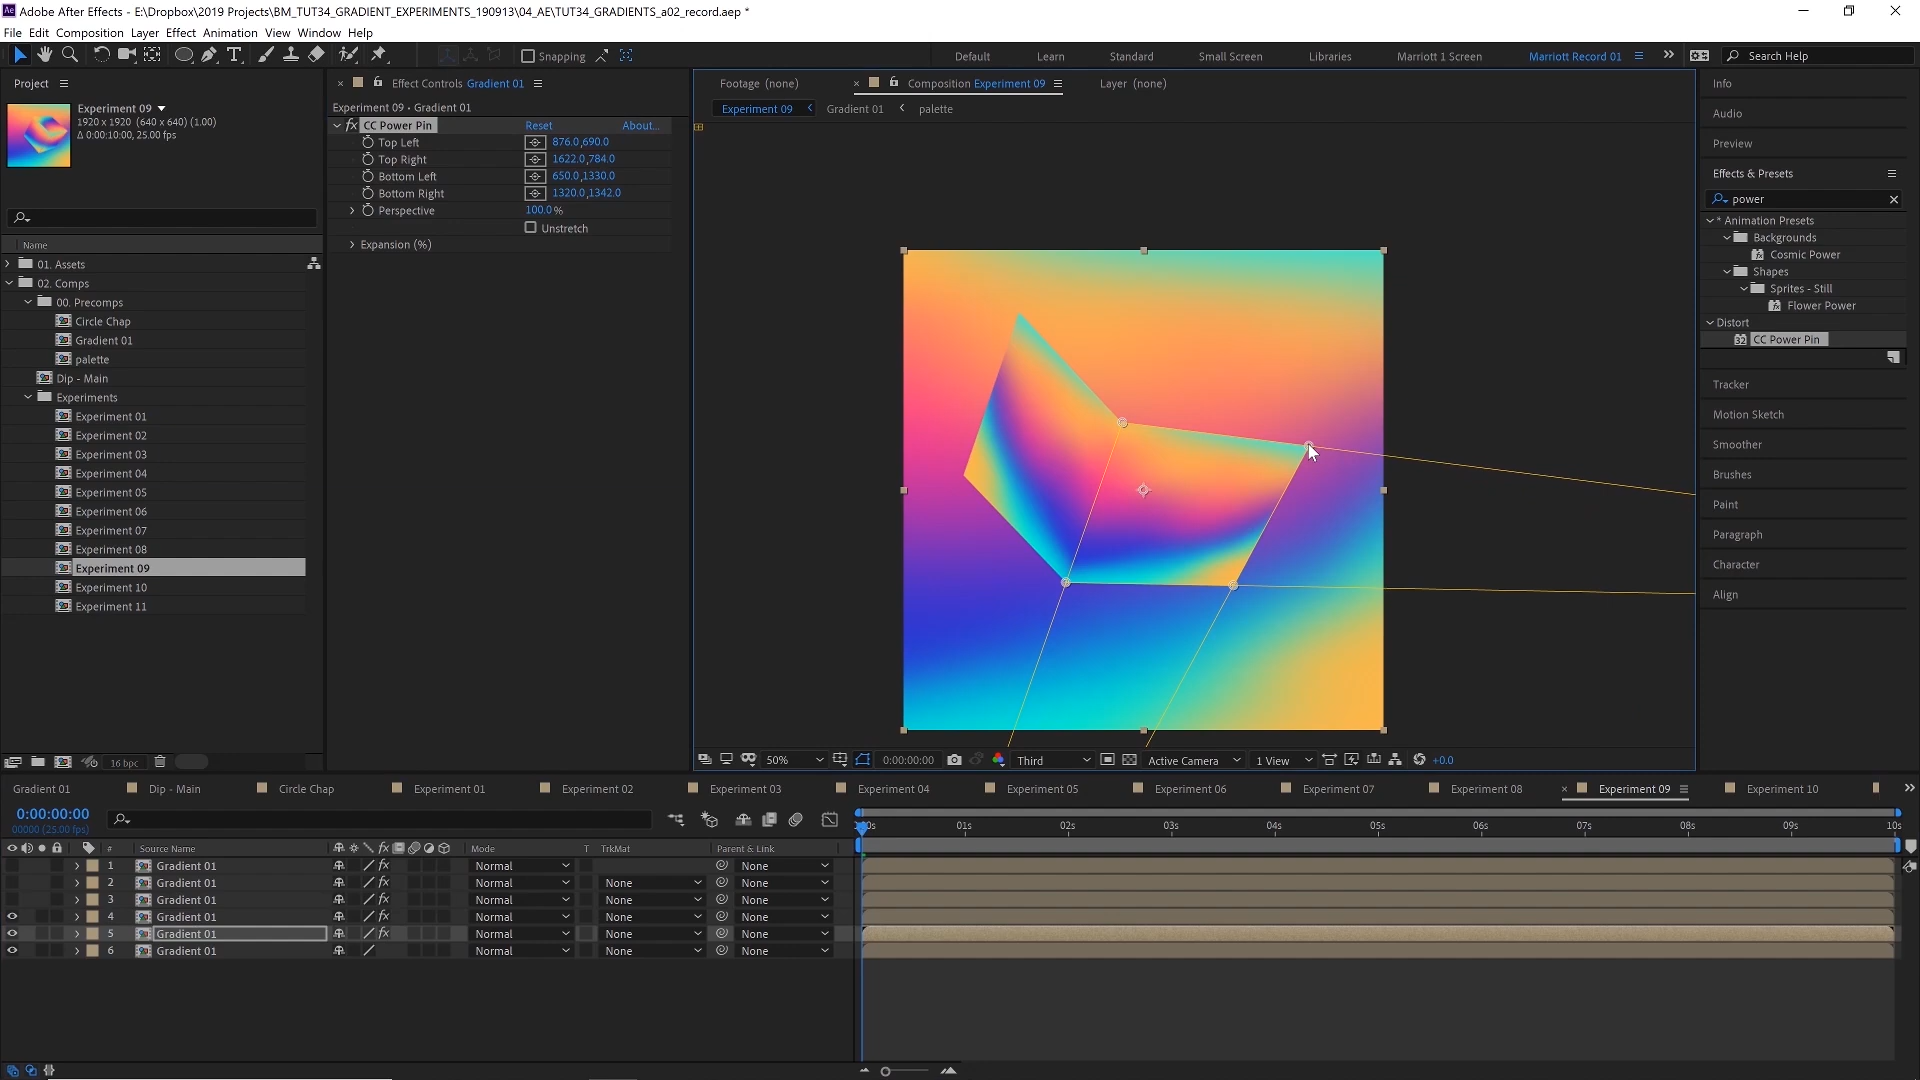 Adobe After Effects - E:\Dropbox\2019 Projects\BM_TUT34_GRADIENT_EXPERIMENTS_190913\04_AE\TUT34_GRADIENTS_a02_record.aep *
File Edit Composition Layer Effect Animation View Window Help
Snapping Default Learn Standard Small Screen Libraries Marriott 1 Screen Marriott Record 01 Search Help
Project
Experiment 09
1920 x 1920 (640 x 640) (1.00)
Δ 0:00:10:00, 25.00 fps)
Name
01. Assets
02. Comps
00. Precomps
Circle Chap
Gradient 01
palette
Dip - Main
Experiments
Experiment 01
Experiment 02
Experiment 03
Experiment 04
Experiment 05
Experiment 06
Experiment 07
Experiment 08
Experiment 09
Experiment 10
Experiment 11
16 bpc
Effect Controls Gradient 01
Experiment 09 • Gradient 01
fx CC Power Pin Reset About...
Top Left 876.0,690.0
Top Right 1622.0,784.0
Bottom Left 650.0,1330.0
Bottom Right 1320.0,1342.0
Perspective 100.0%
Unstretch
Expansion (%)
Footage (none) Composition Experiment 09 Layer (none)
Experiment 09 Gradient 01 palette
50% 0:00:00:00 Third Active Camera 1 View +0.0
Info
Audio
Preview
Effects & Presets
power
* Animation Presets
Backgrounds
Cosmic Power
Shapes
Sprites - Still
Flower Power
Distort
32 CC Power Pin
Tracker
Motion Sketch
Smoother
Brushes
Paint
Paragraph
Character
Align
Gradient 01 Dip - Main Circle Chap Experiment 01 Experiment 02 Experiment 03 Experiment 04 Experiment 05 Experiment 06 Experiment 07 Experiment 08 Experiment 09 Experiment 10
0:00:00:00
00000 (25.00 fps)
01s 02s 03s 04s 05s 06s 07s 08s 09s 10s
# Source Name fx Mode T TrkMat Parent & Link
1 Gradient 01 fx Normal None
2 Gradient 01 fx Normal None None
3 Gradient 01 fx Normal None None
4 Gradient 01 fx Normal None None
5 Gradient 01 fx Normal None None
6 Gradient 01 Normal None None